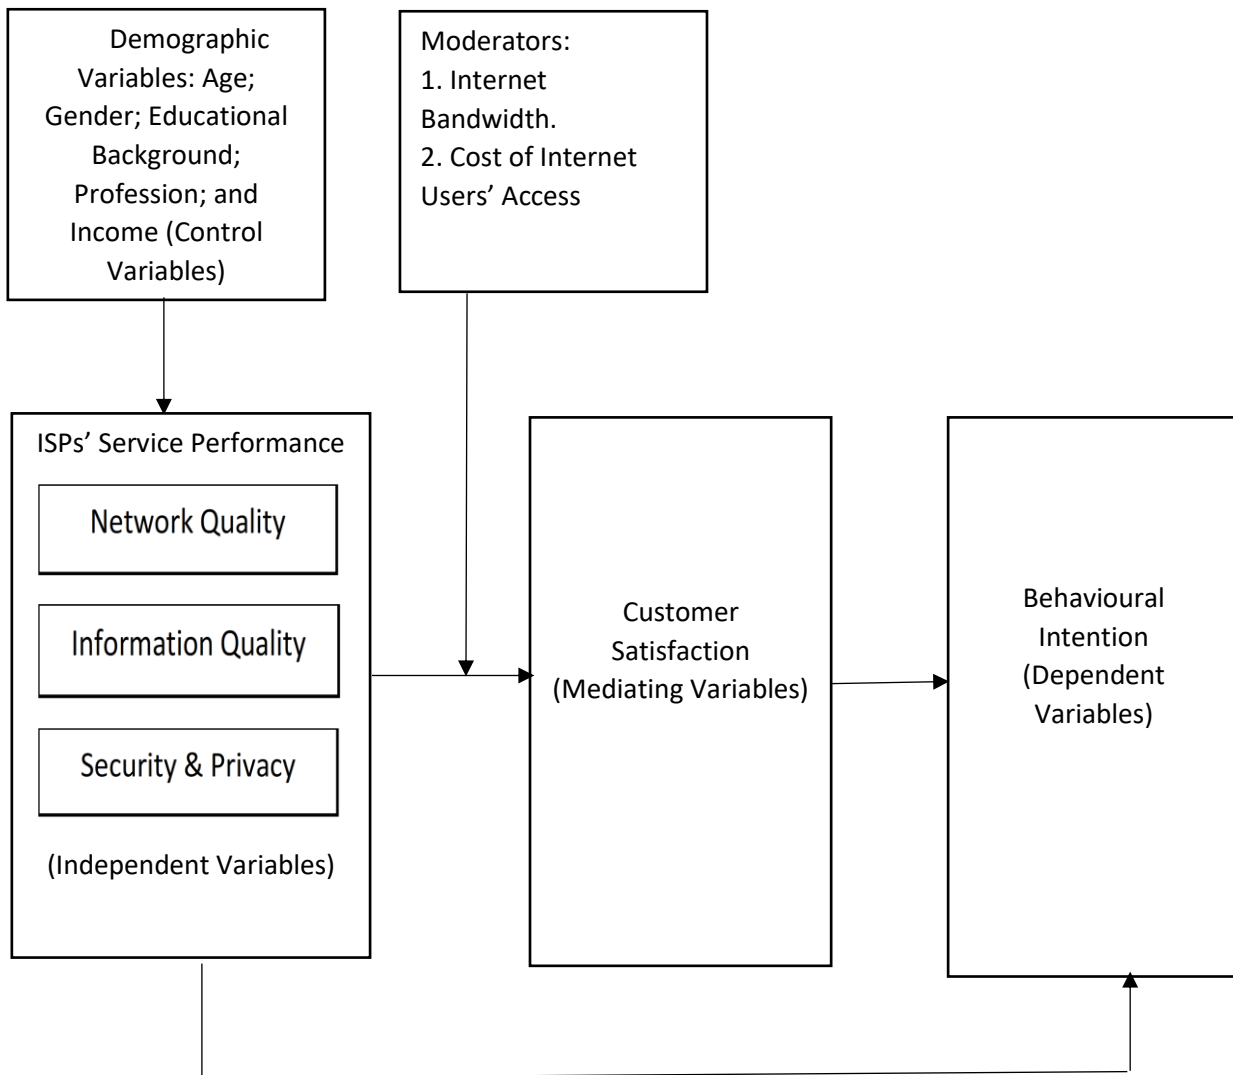 Demographic
Variables: Age;
Gender; Educational
Background;
Profession; and
Income (Control
Variables)
Moderators:
1. Internet
Bandwidth.
2. Cost of Internet
Users’ Access
ISPs’ Service Performance
Network Quality
Information Quality
Security & Privacy
(Independent Variables)
Customer
Satisfaction
(Mediating Variables)
Behavioural
Intention
(Dependent
Variables)